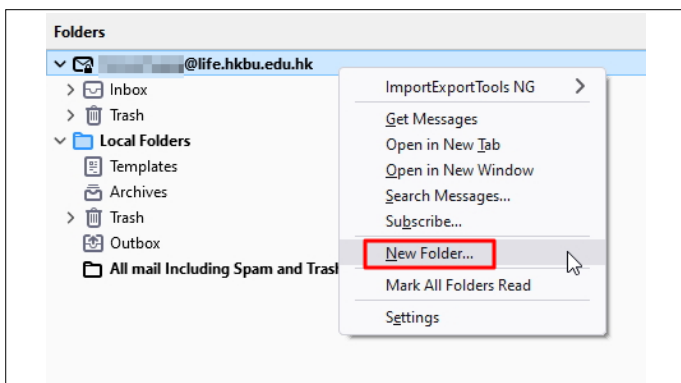 Folders
@life.hkbu.edu.hk
Inbox
Trash
Local Folders
Templates
Archives
Trash
Outbox
All mail Including Spam and Trash
ImportExportTools NG
Get Messages
Open in New Tab
Open in New Window
Search Messages...
Subscribe...
New Folder...
Mark All Folders Read
Settings